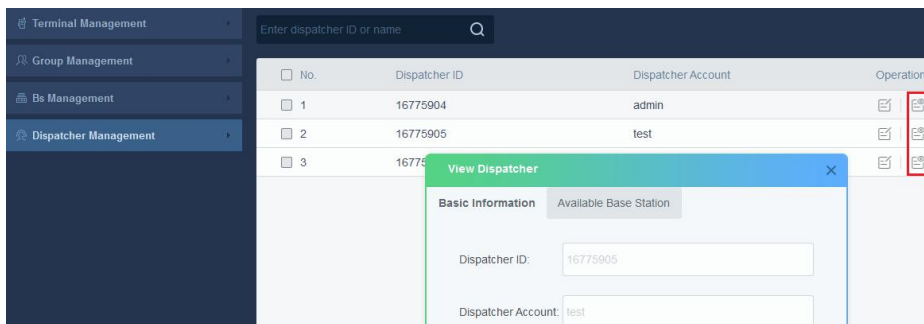 Terminal Management
Group Management
Bs Management
Dispatcher Management
Enter dispatcher ID or name
No. Dispatcher ID Dispatcher Account Operation
1 16775904 admin
2 16775905 test
3 16775
View Dispatcher
Basic Information Available Base Station
Dispatcher ID: 16775905
Dispatcher Account: test